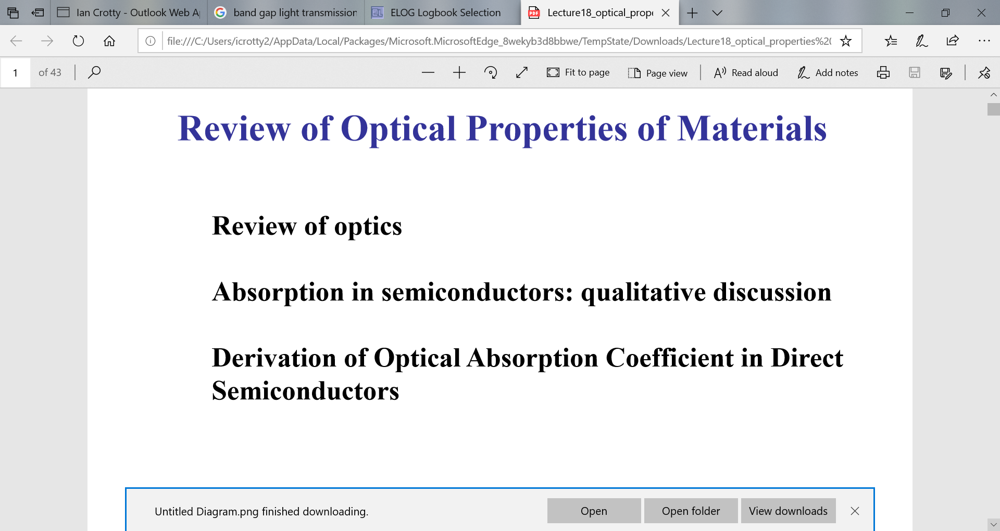 Ian Crotty - Outlook Web A
band gap light transmission
ELOG Logbook Selection
Lecture18_optical_prope
file:///C:/Users/icrotty2/AppData/Local/Packages/Microsoft.MicrosoftEdge_8wekyb3d8bbwe/TempState/Downloads/Lecture18_optical_properties%20
1 of 43
Fit to page
Page view
Read aloud
Add notes
Review of Optical Properties of Materials
Review of optics
Absorption in semiconductors: qualitative discussion
Derivation of Optical Absorption Coefficient in Direct
Semiconductors
Untitled Diagram.png finished downloading.
Open
Open folder
View downloads